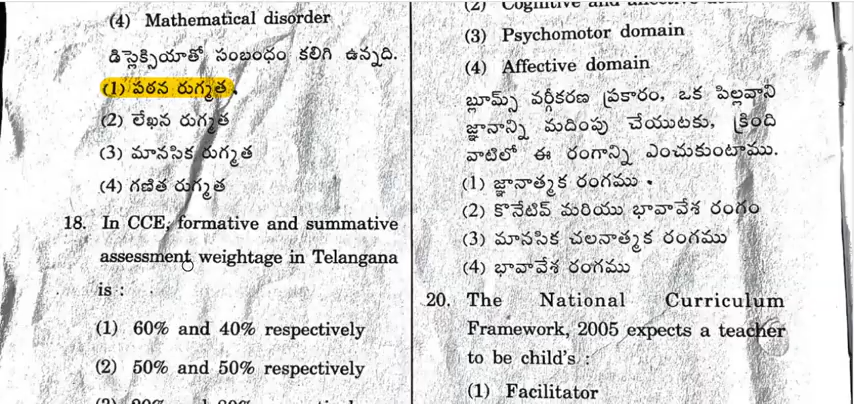 (4) Mathematical disorder
డిస్లెక్సియాతో సంబంధం కలిగి ఉన్నది.
(1) పఠన రుగ్మత
(2) లేఖన రుగ్మత
(3) మానసిక రుగ్మత
(4) గణిత రుగ్మత
18. In CCE, formative and summative
assessment weightage in Telangana
is :
(1) 60% and 40% respectively
(2) 50% and 50% respectively
(2) Cognitive and
(3) Psychomotor domain
(4) Affective domain
బ్లూమ్స్ వర్గీకరణ ప్రకారం, ఒక పిల్లవాని
జ్ఞానాన్ని మదింపు చేయుటకు, క్రింది
వాటిలో ఈ రంగాన్ని ఎంచుకుంటాము.
(1) జ్ఞానాత్మక రంగము
(2) కొనేటివ్ మరియు భావావేశ రంగం
(3) మానసిక చలనాత్మక రంగము
(4) భావావేశ రంగము
20. The National Curriculum
Framework, 2005 expects a teacher
to be child's :
(1) Facilitator